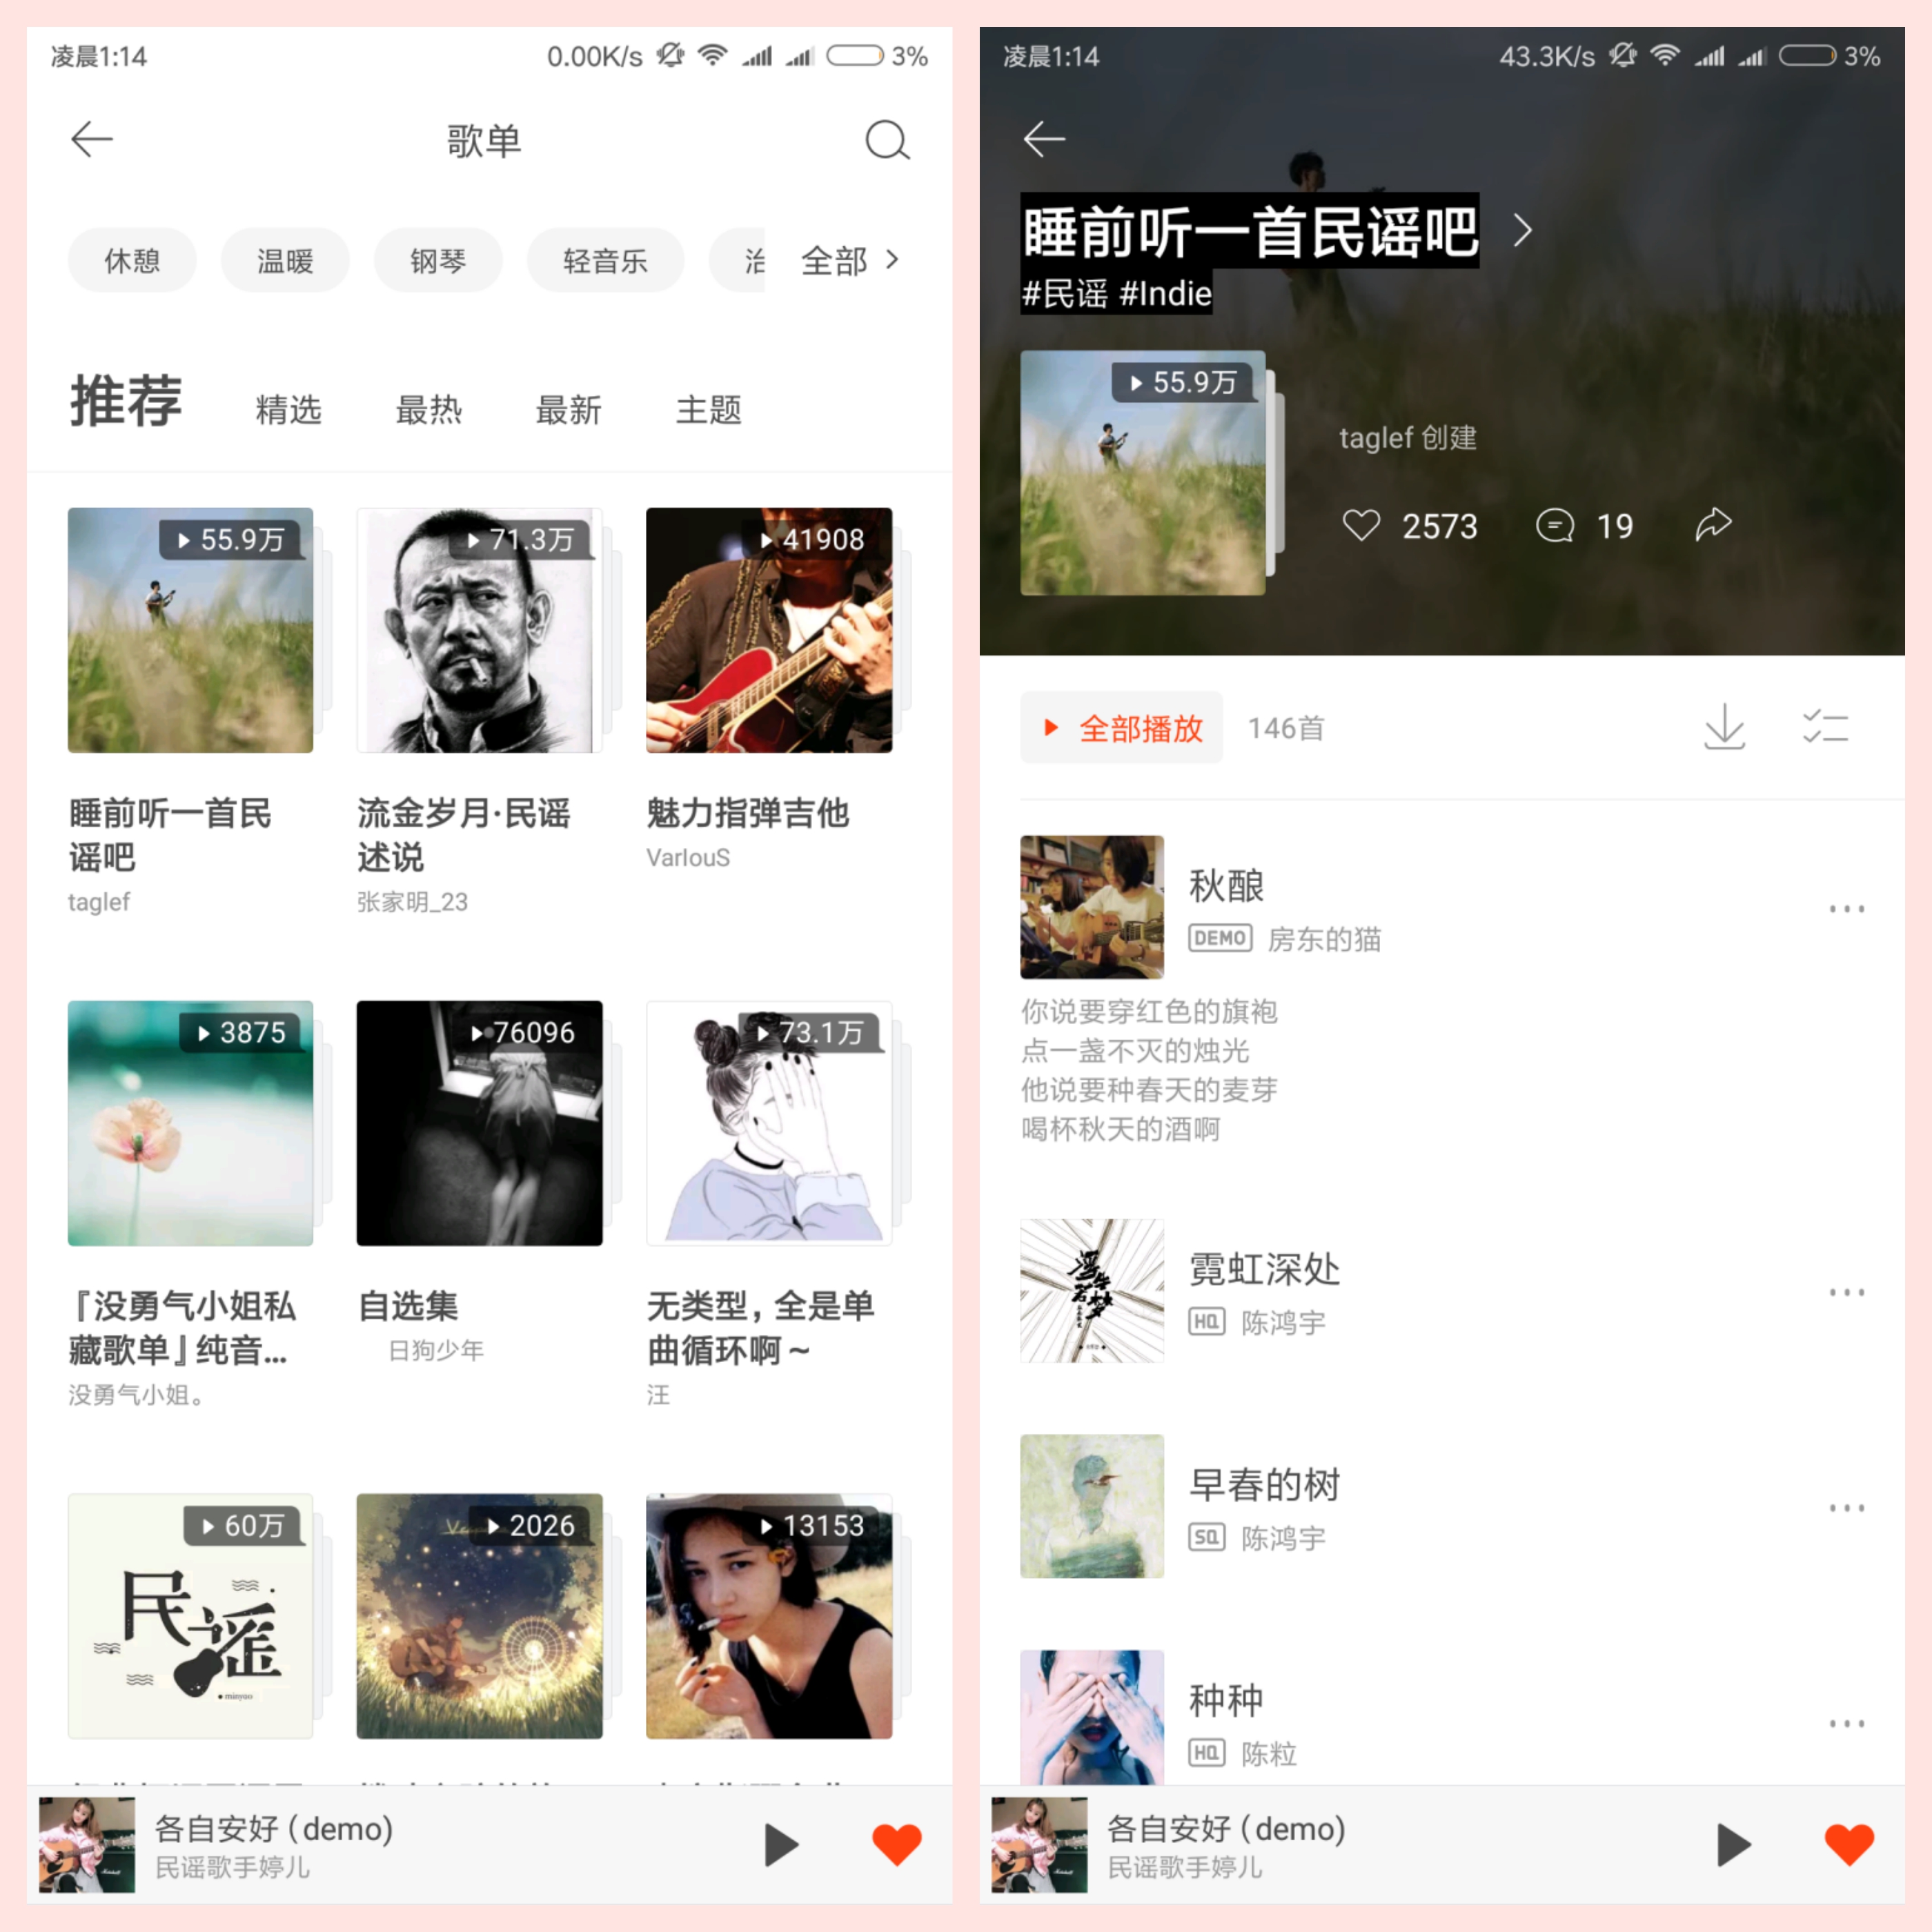 凌晨1:14
0.00K/s
3%
歌单
休憩 温暖 钢琴 轻音乐 全部
推荐 精选 最热 最新 主题
55.9万
71.3万
41908
睡前听一首民
谣吧
taglef
流金岁月·民谣
述说
张家明_23
魅力指弹吉他
VarIouS
3875
76096
73.1万
『没勇气小姐私
藏歌单』纯音...
没勇气小姐。
自选集
日狗少年
无类型，全是单
曲循环啊～
汪
60万
2026
13153
民谣
minyao
各自安好（demo)
民谣歌手婷儿
凌晨1:14
43.3K/s
3%
睡前听一首民谣吧
#民谣 #Indie
55.9万
taglef 创建
2573
19
全部播放 146首
秋酿
DEMO 房东的猫
你说要穿红色的旗袍
点一盏不灭的烛光
他说要种春天的麦芽
喝杯秋天的酒啊
霓虹深处
HQ 陈鸿宇
早春的树
SQ 陈鸿宇
种种
HQ 陈粒
各自安好（demo)
民谣歌手婷儿